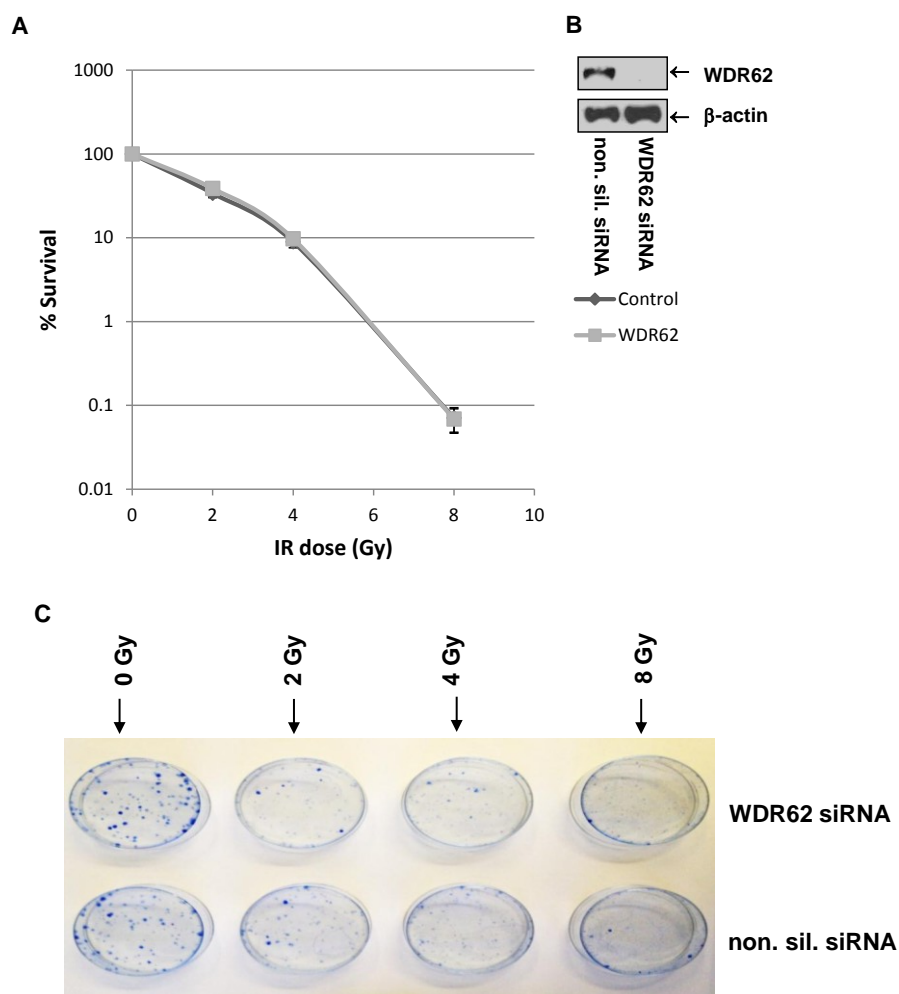 A
1000
100
10
1
0.1
0.01
0
2
4
6
8
10
% Survival
IR dose (Gy)
B
WDR62
β-actin
non. sil. siRNA
WDR62 siRNA
Control
WDR62
C
0 Gy
2 Gy
4 Gy
8 Gy
WDR62 siRNA
non. sil. siRNA